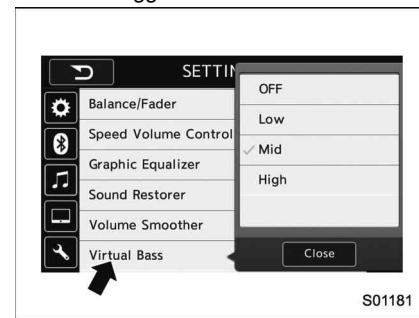 SETTIN
Balance/Fader
Speed Volume Control
Graphic Equalizer
Sound Restorer
Volume Smoother
Virtual Bass
OFF
Low
Mid
High
Close
S01181